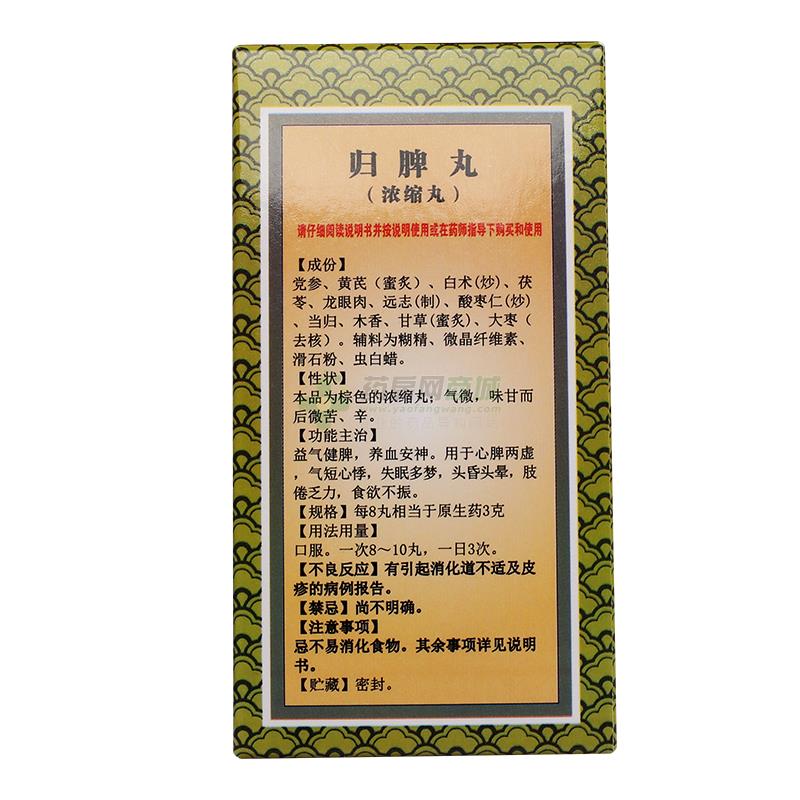 归脾丸
（浓缩丸）
请仔细阅读说明书并按说明使用或在药师指导下购买和使用
【成份】
党参、黄芪（蜜炙）、白术(炒)、茯
苓、龙眼肉、远志(制)、酸枣仁(炒)
、当归、木香、甘草(蜜炙)、大枣（
去核）。辅料为糊精、微晶纤维素、
滑石粉、虫白蜡。
【性状】
药房网商城
本品为棕色的浓缩丸；气微，味甘而
www.yaofangwang.com
后微苦、辛。
【功能主治】
益气健脾，养血安神。用于心脾两虚
，气短心悸，失眠多梦，头昏头晕，肢
倦乏力，食欲不振。
【规格】每8丸相当于原生药3克
【用法用量】
口服。一次8～10丸，一日3次。
【不良反应】有引起消化道不适及皮
疹的病例报告。
【禁忌】尚不明确。
【注意事项】
忌不易消化食物。其余事项详见说明
书。
【贮藏】密封。